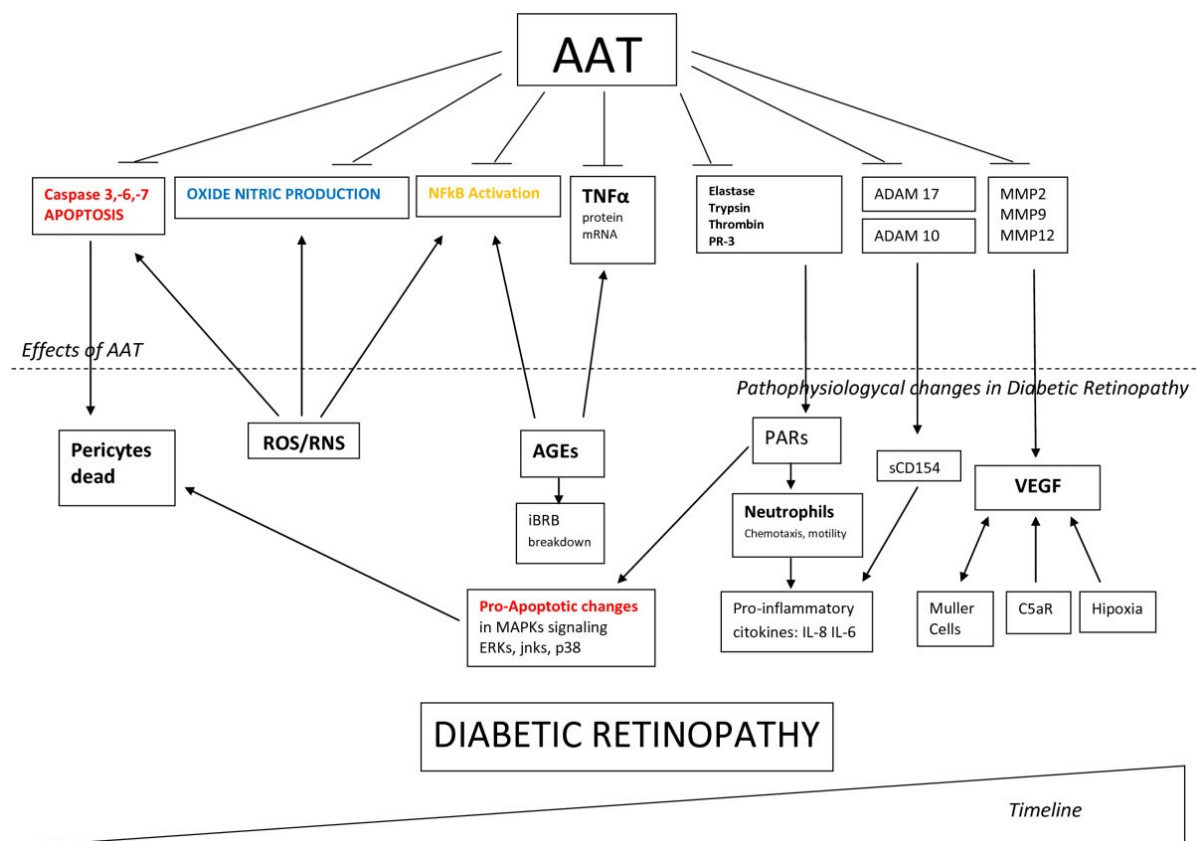 AAT
Caspase 3,-6,-7
APOPTOSIS
OXIDE NITRIC PRODUCTION
NFkB Activation
TNFα
protein
mRNA
Elastase
Trypsin
Thrombin
PR-3
ADAM 17
ADAM 10
MMP2
MMP9
MMP12
Effects of AAT
Pathophysiologycal changes in Diabetic Retinopathy
Pericytes
dead
ROS/RNS
AGEs
iBRB
breakdown
PARs
Neutrophils
Chemotaxis, motility
sCD154
VEGF
Pro-Apoptotic changes
in MAPKs signaling
ERKs, jnks, p38
Pro-inflammatory
citokines: IL-8 IL-6
Muller
Cells
C5aR
Hipoxia
DIABETIC RETINOPATHY
Timeline